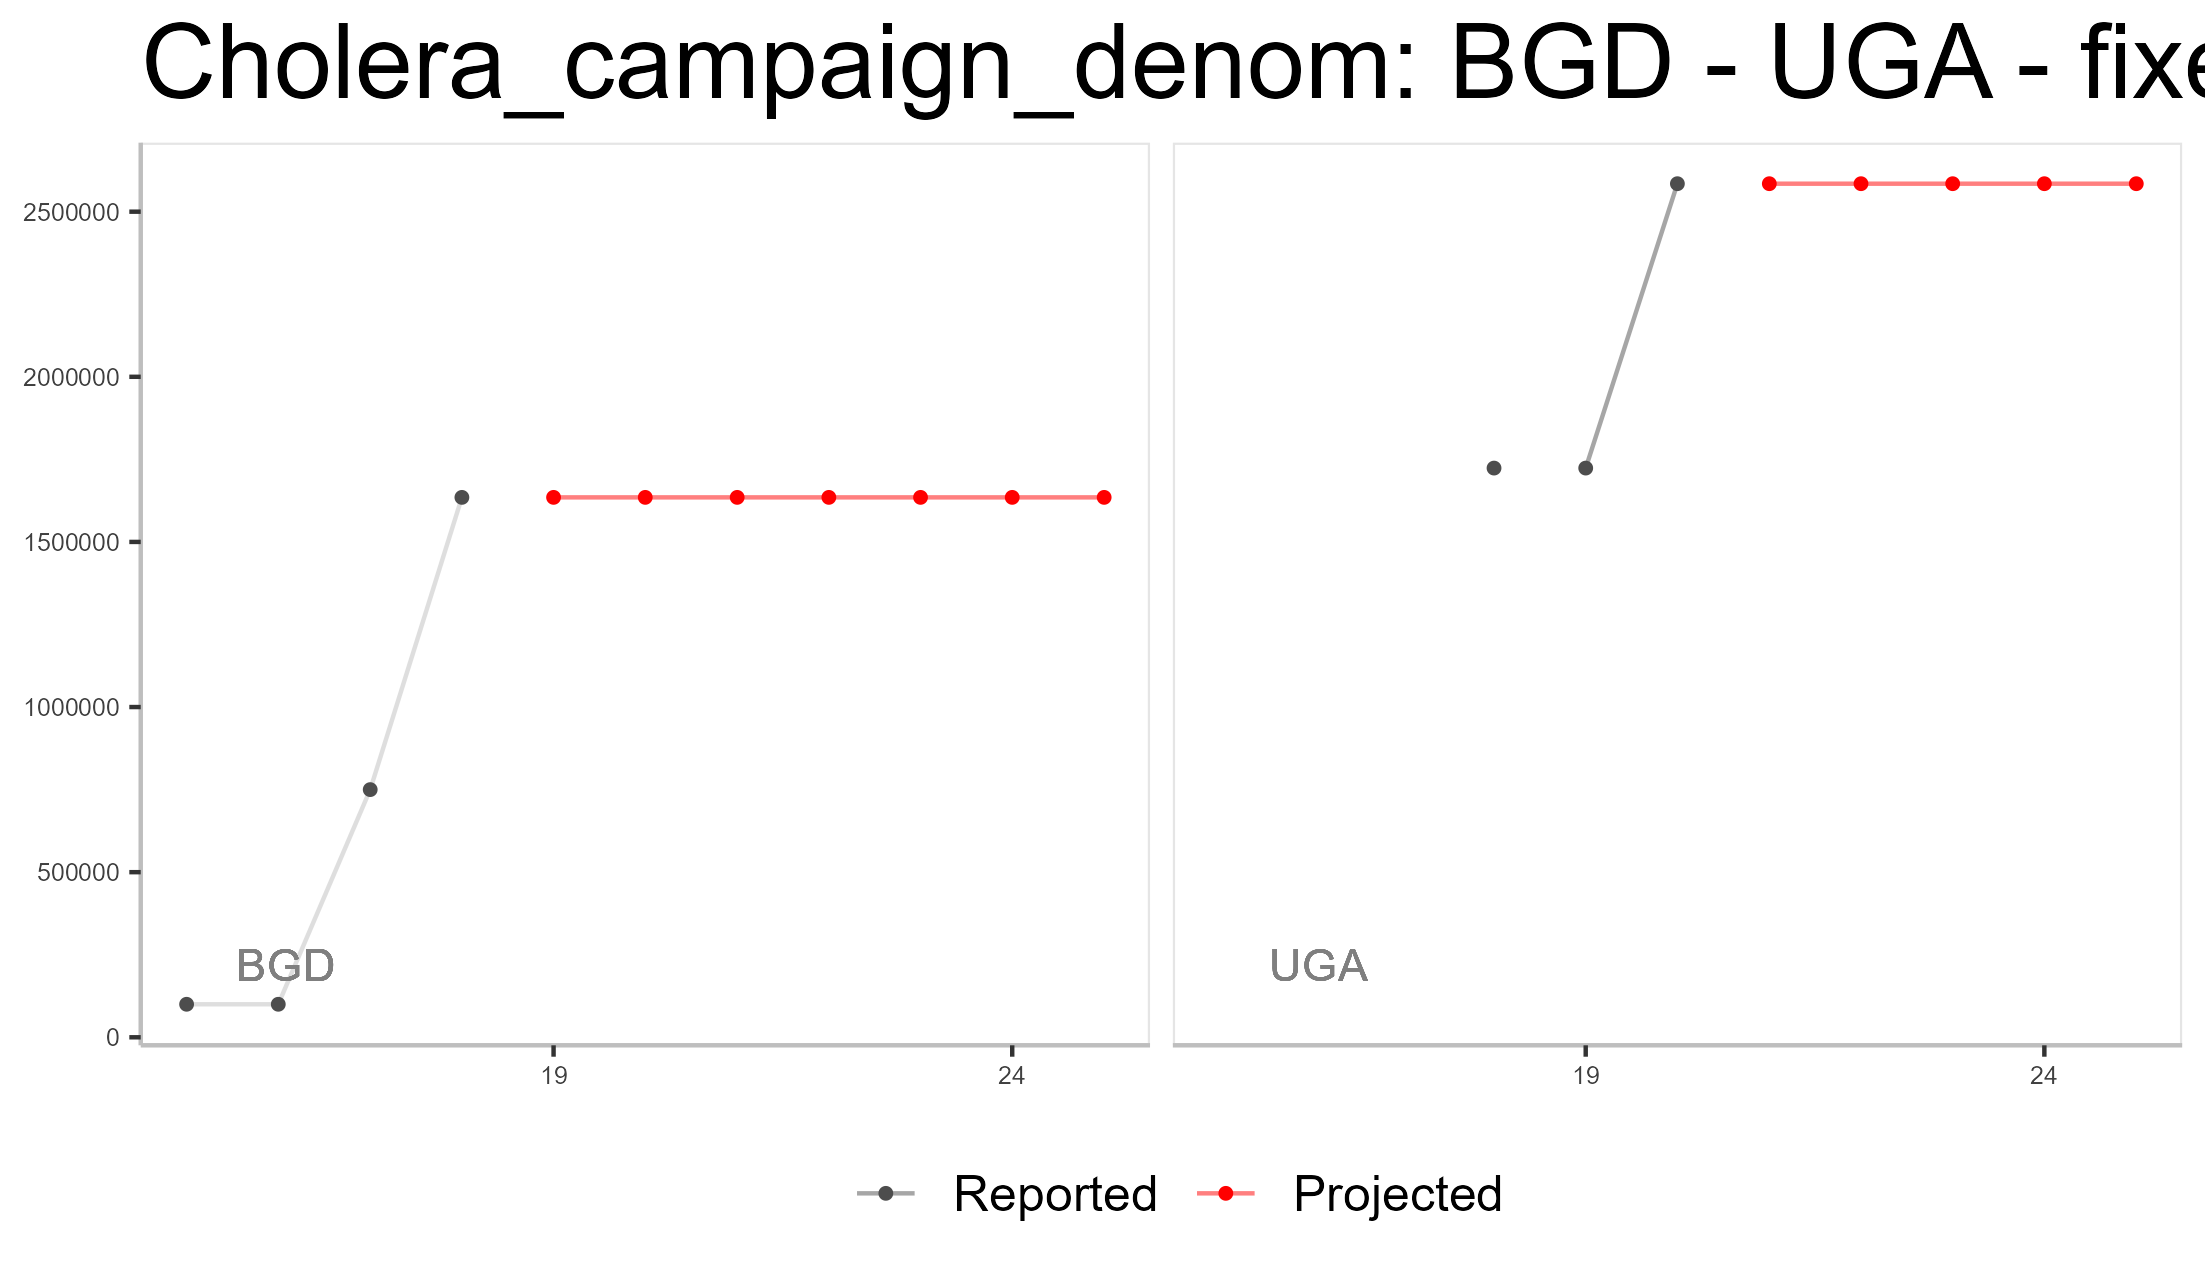 Cholera_campaign_denom: BGD - UGA - fixe
2500000
2000000
1500000
1000000
500000
0
BGD
UGA
19
24
19
24
Reported
Projected